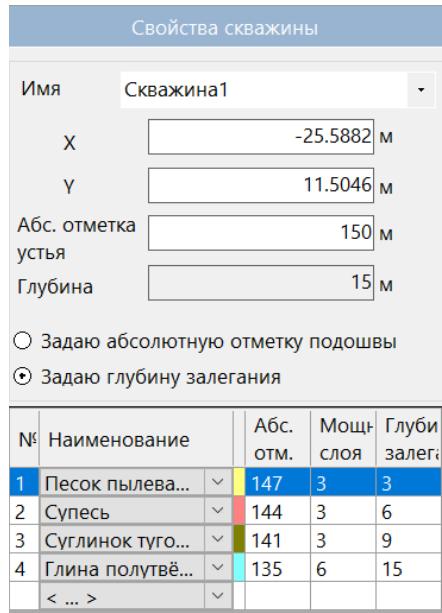 Свойства скважины
Имя Скважина1
X -25.5882 м
Y 11.5046 м
Абс. отметка устья 150 м
Глубина 15 м
Задаю абсолютную отметку подошвы
Задаю глубину залегания
№ Наименование Абс. отм. Мощн слоя Глуби залега
1 Песок пылева... 147 3 3
2 Супесь 144 3 6
3 Суглинок туго... 141 3 9
4 Глина полутвё... 135 6 15
< ... >